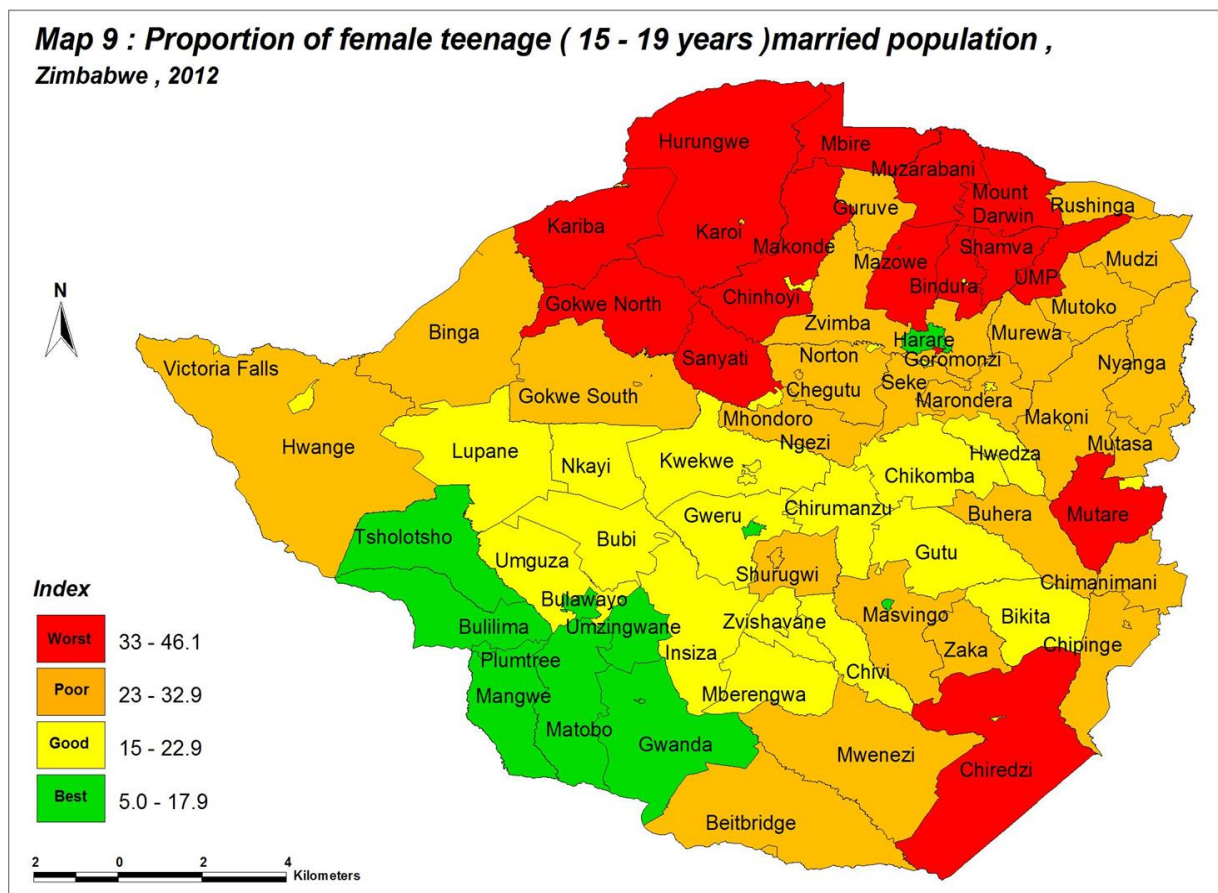 Map 9 : Proportion of female teenage ( 15 - 19 years )married population ,
Zimbabwe , 2012
Hurungwe
Mbire
Muzarabani
Mount
Darwin
Rushinga
Guruve
Kariba
Karoi
Makonde
Shamva
Mazowe
Mudzi
UMP
Bindura
Chinhoyi
Gokwe North
Mutoko
N
Binga
Zvimba
Harare
Murewa
Sanyati
Norton
Goromonzi
Nyanga
Victoria Falls
Seke
Chegutu
Gokwe South
Marondera
Mhondoro
Makoni
Ngezi
Mutasa
Hwange
Lupane
Nkayi
Kwekwe
Hwedza
Chikomba
Chirumanzu
Gweru
Buhera
Mutare
Tsholotsho
Bubi
Gutu
Umguza
Shurugwi
Chimanimani
Bulawayo
Masvingo
Bikita
Zvishavane
Umzingwane
Bulilima
Chipinge
Insiza
Zaka
Plumtree
Chivi
Mangwe
Mberengwa
Matobo
Gwanda
Mwenezi
Chiredzi
Beitbridge
Index
Worst 33 - 46.1
Poor 23 - 32.9
Good 15 - 22.9
Best 5.0 - 17.9
2 0 2 4
Kilometers